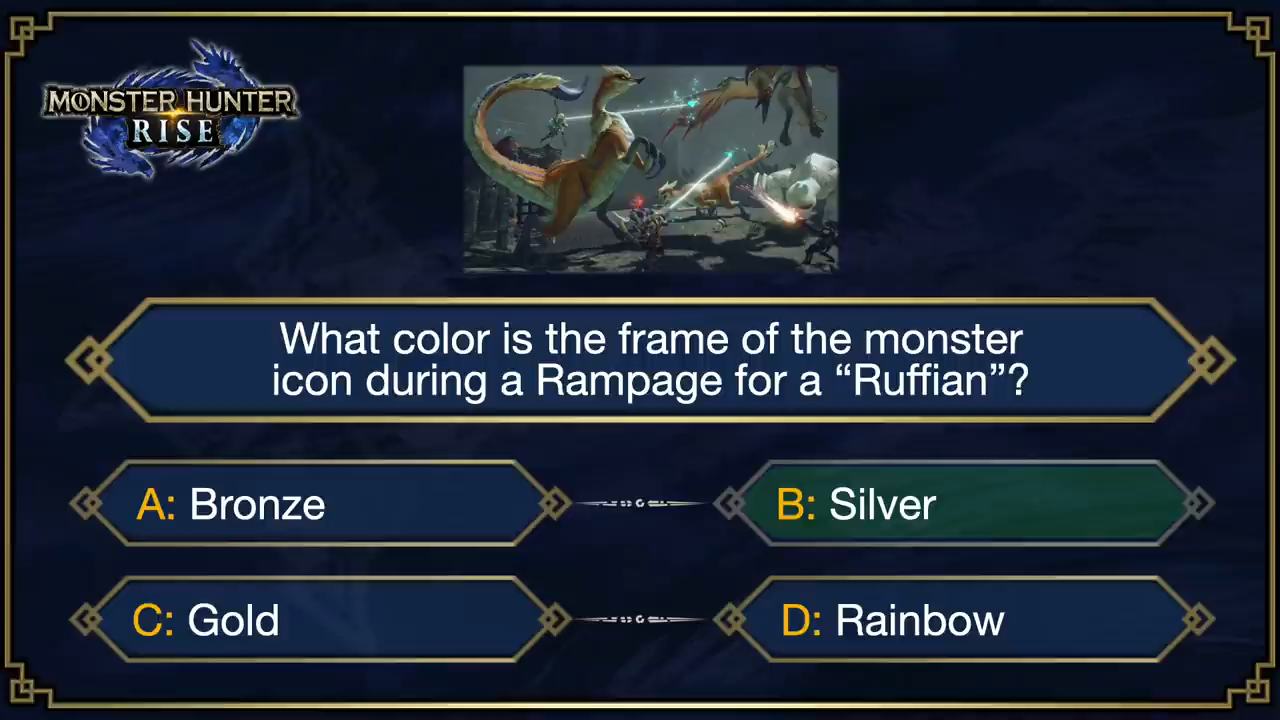 MONSTER HUNTER
RISE
What color is the frame of the monster
icon during a Rampage for a “Ruffian”?
A: Bronze
B: Silver
C: Gold
D: Rainbow